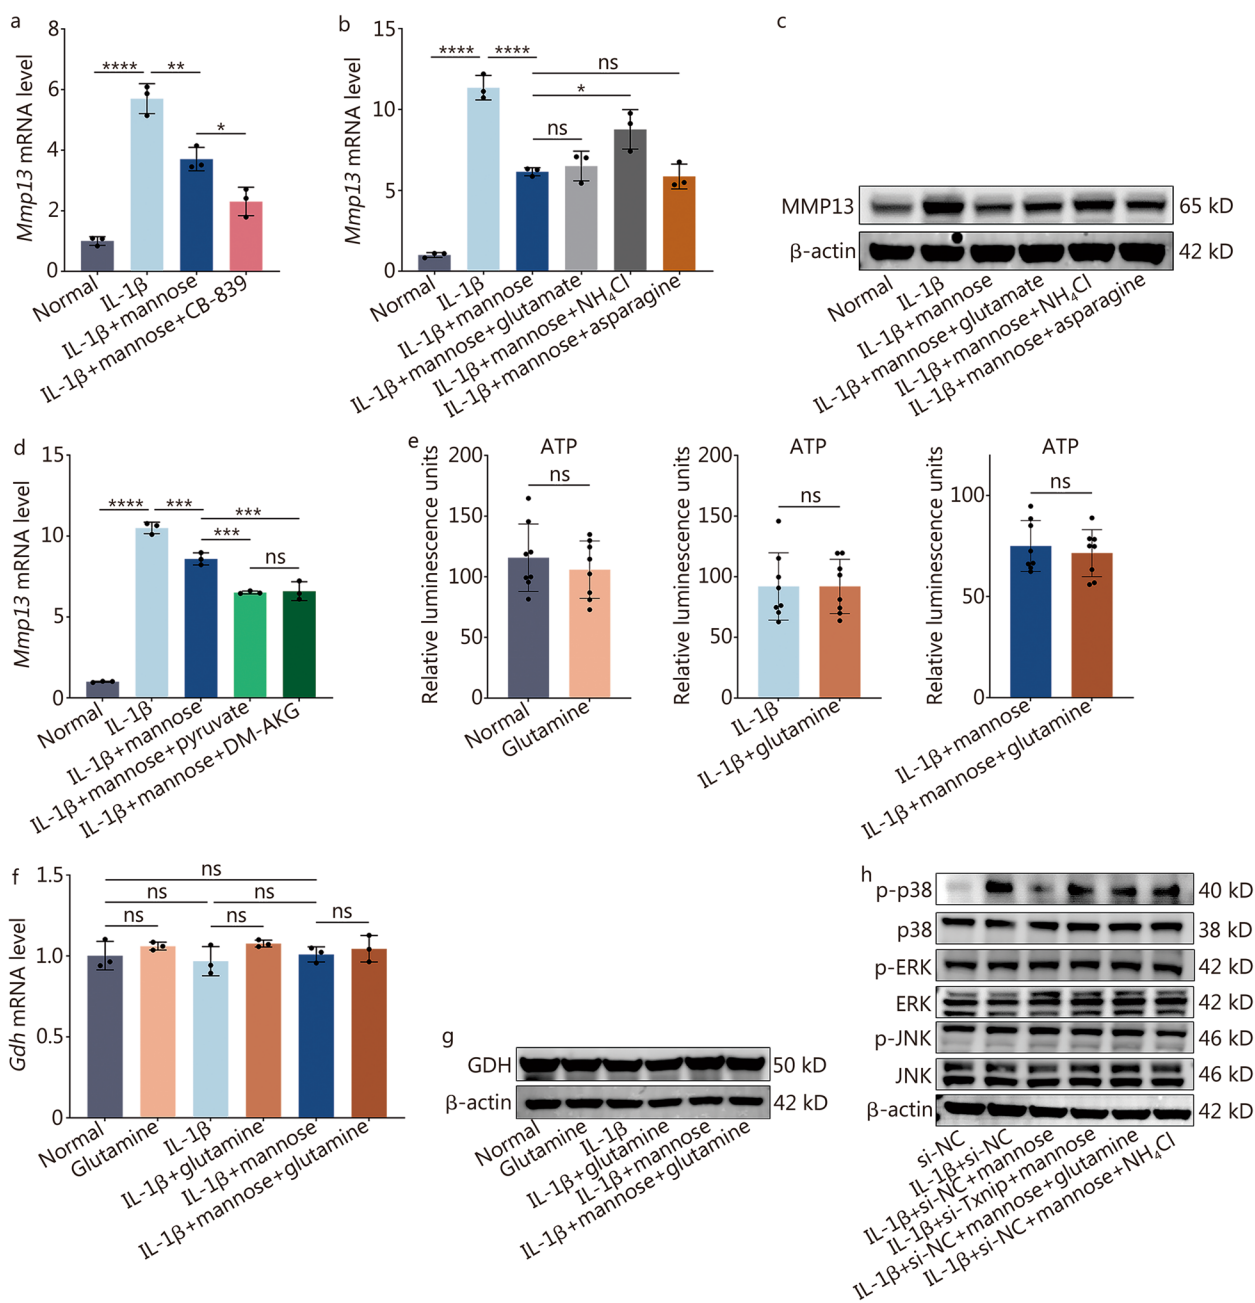 a
Mmp13 mRNA level
8
6
4
2
0
****
**
*
Normal
IL-1β
IL-1β+mannose
IL-1β+mannose+CB-839
b
Mmp13 mRNA level
15
10
5
0
****
****
ns
*
ns
Normal
IL-1β
IL-1β+mannose
IL-1β+mannose+glutamate
IL-1β+mannose+NH₄Cl
IL-1β+mannose+asparagine
c
MMP13
65 kD
β-actin
42 kD
Normal
IL-1β
IL-1β+mannose
IL-1β+mannose+glutamate
IL-1β+mannose+NH₄Cl
IL-1β+mannose+asparagine
d
Mmp13 mRNA level
15
10
5
0
****
***
***
***
ns
Normal
IL-1β
IL-1β+mannose
IL-1β+mannose+pyruvate
IL-1β+mannose+DM-AKG
e
ATP
Relative luminescence units
200
150
100
50
0
ns
Normal
Glutamine
ATP
Relative luminescence units
200
150
100
50
0
ns
IL-1β
IL-1β+glutamine
ATP
Relative luminescence units
100
50
0
ns
IL-1β+mannose
IL-1β+mannose+glutamine
f
Gdh mRNA level
1.5
1.0
0.5
0
ns
ns
ns
ns
ns
ns
Normal
Glutamine
IL-1β
IL-1β+glutamine
IL-1β+mannose
IL-1β+mannose+glutamine
g
GDH
50 kD
β-actin
42 kD
Normal
Glutamine
IL-1β
IL-1β+glutamine
IL-1β+mannose
IL-1β+mannose+glutamine
h
p-p38
40 kD
p38
38 kD
p-ERK
42 kD
ERK
42 kD
p-JNK
46 kD
JNK
46 kD
β-actin
42 kD
si-NC
IL-1β+si-NC
IL-1β+si-NC+mannose
IL-1β+si-Txnip+mannose
IL-1β+si-NC+mannose+glutamine
IL-1β+si-NC+mannose+NH₄Cl